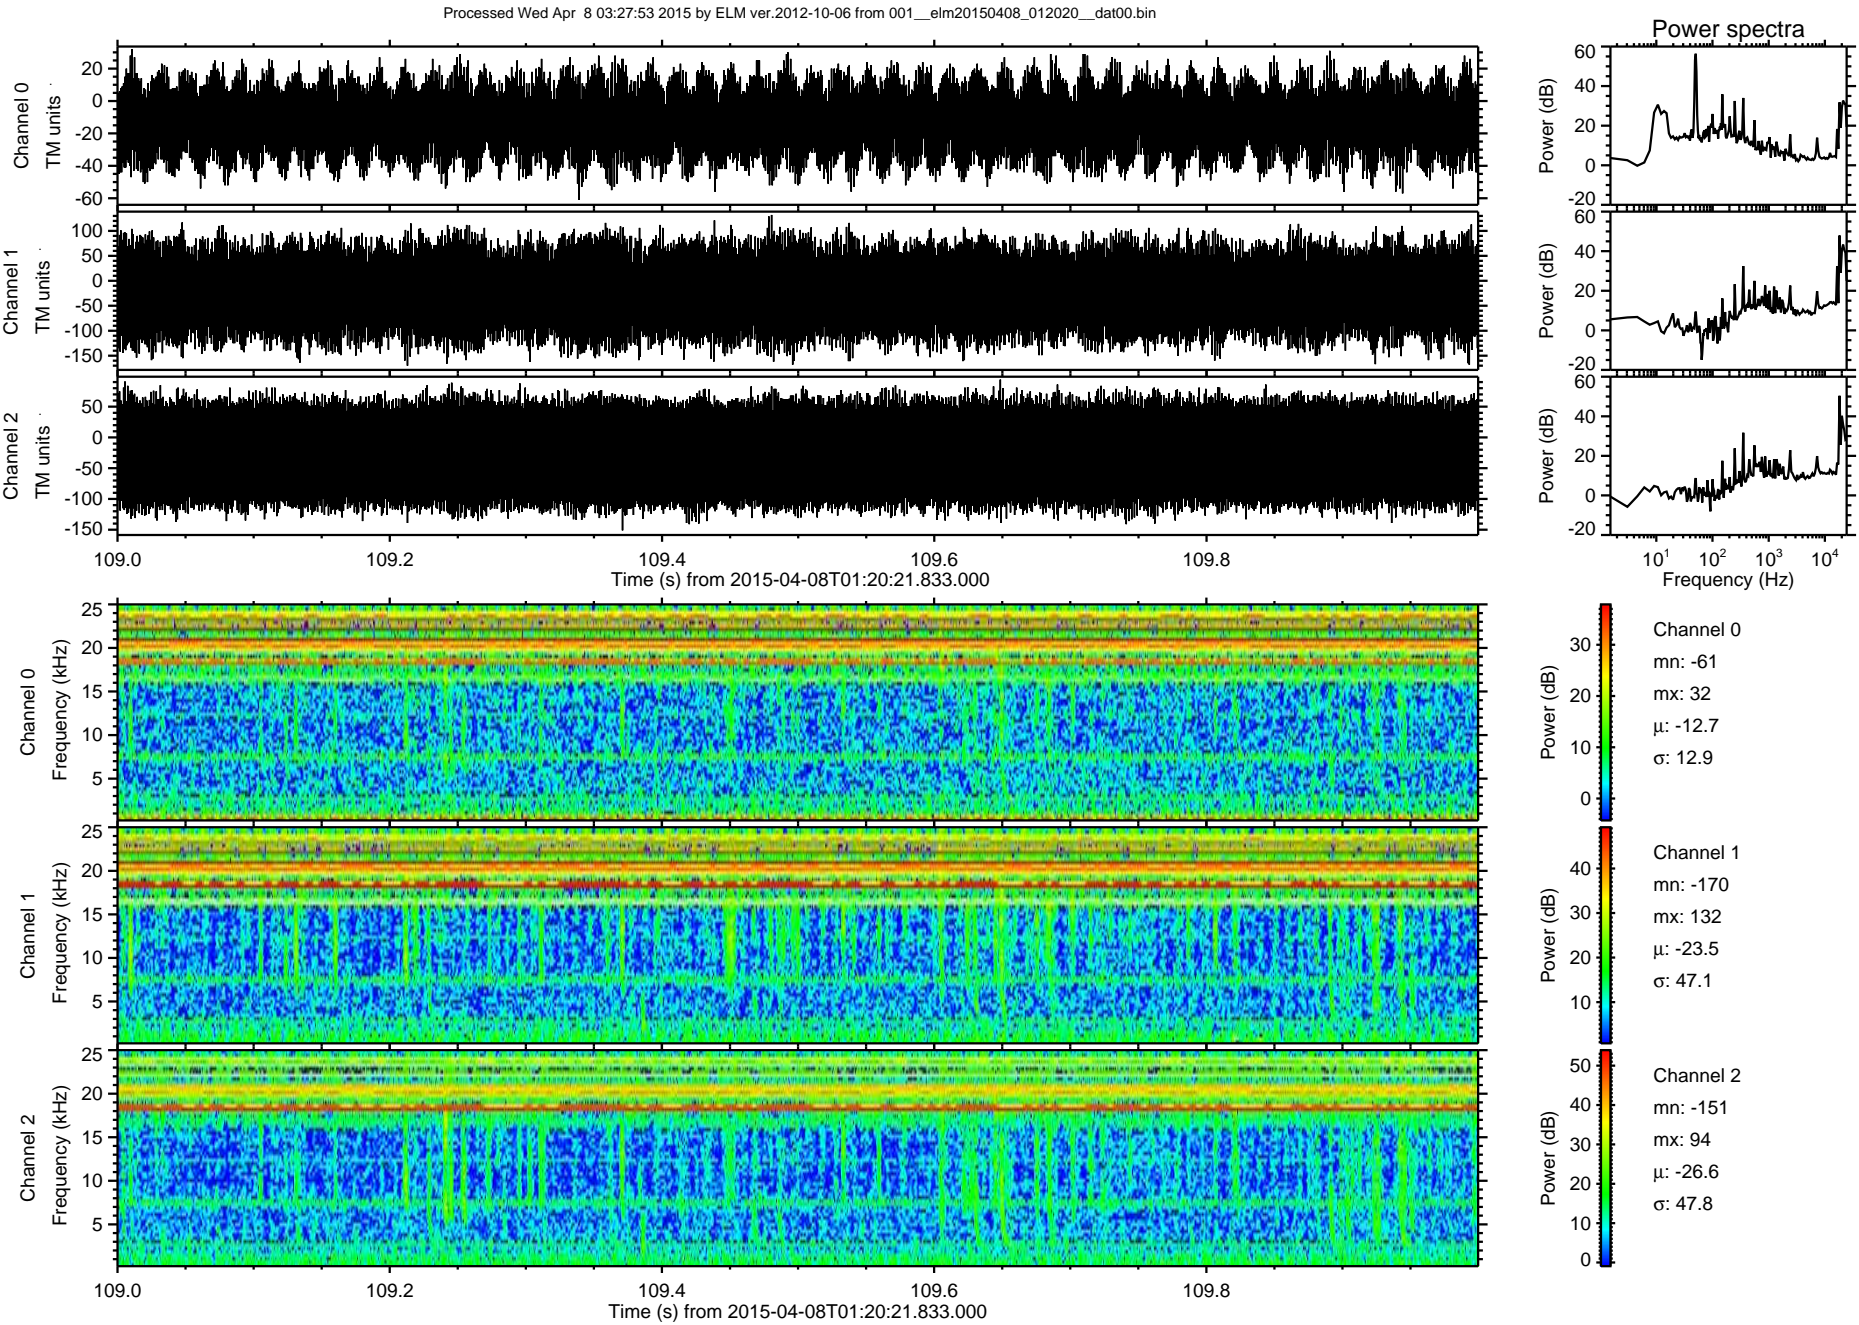 Processed Wed Apr  8 03:27:53 2015 by ELM ver.2012-10-06 from 001__elm20150408_012020__dat00.bin
Power spectra
Channel 0
TM units
20
0
-20
-40
-60
Power (dB)
60
40
20
0
-20
Channel 1
TM units
100
50
0
-50
-100
-150
Power (dB)
60
40
20
0
-20
Channel 2
TM units
50
0
-50
-100
-150
Power (dB)
60
40
20
0
-20
109.0 109.2 109.4 109.6 109.8
Time (s) from 2015-04-08T01:20:21.833.000
10^1 10^2 10^3 10^4
Frequency (Hz)
Channel 0
Frequency (kHz)
25
20
15
10
5
Power (dB)
30
20
10
0
Channel 0
mn: -61
mx: 32
μ: -12.7
σ: 12.9
Channel 1
Frequency (kHz)
25
20
15
10
5
Power (dB)
40
30
20
10
Channel 1
mn: -170
mx: 132
μ: -23.5
σ: 47.1
Channel 2
Frequency (kHz)
25
20
15
10
5
Power (dB)
50
40
30
20
10
0
Channel 2
mn: -151
mx: 94
μ: -26.6
σ: 47.8
109.0 109.2 109.4 109.6 109.8
Time (s) from 2015-04-08T01:20:21.833.000